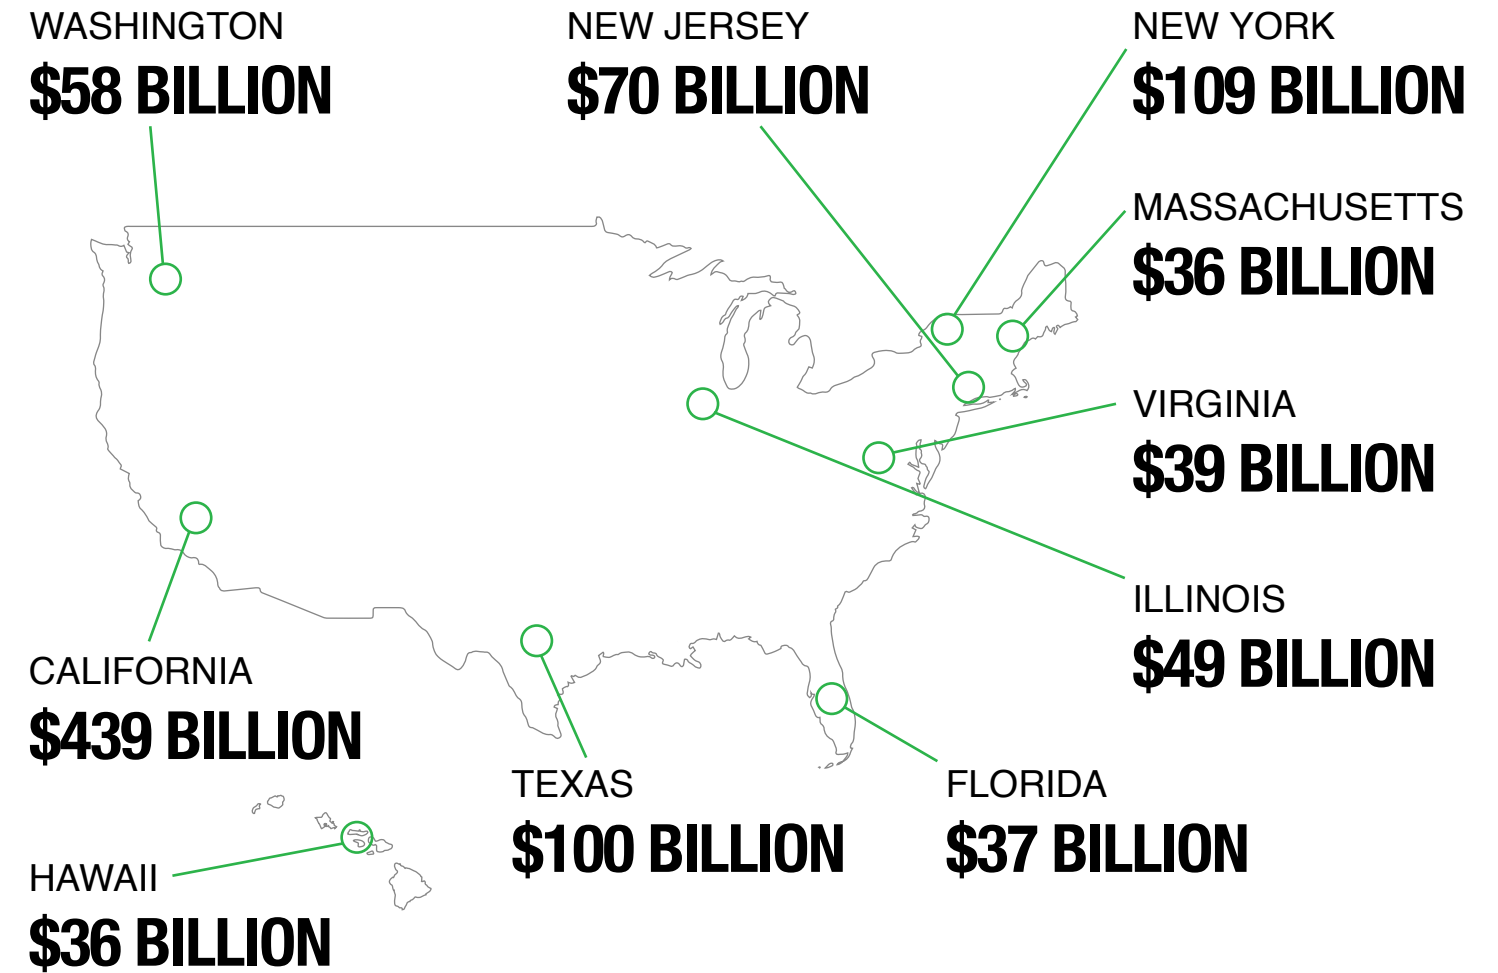 WASHINGTON
$58 BILLION
NEW JERSEY
$70 BILLION
NEW YORK
$109 BILLION
MASSACHUSETTS
$36 BILLION
VIRGINIA
$39 BILLION
ILLINOIS
$49 BILLION
CALIFORNIA
$439 BILLION
TEXAS
$100 BILLION
FLORIDA
$37 BILLION
HAWAII
$36 BILLION